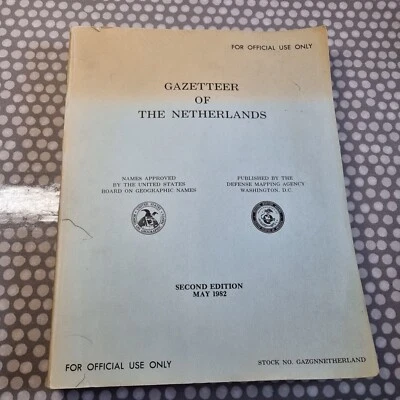 FOR OFFICIAL USE ONLY
GAZETTEER
OF
THE NETHERLANDS
NAMES APPROVED
BY THE UNITED STATES
BOARD ON GEOGRAPHIC NAMES
PUBLISHED BY THE
DEFENSE MAPPING AGENCY
WASHINGTON, D.C.
SECOND EDITION
MAY 1982
FOR OFFICIAL USE ONLY
STOCK NO. GAZGNNETHERLAND